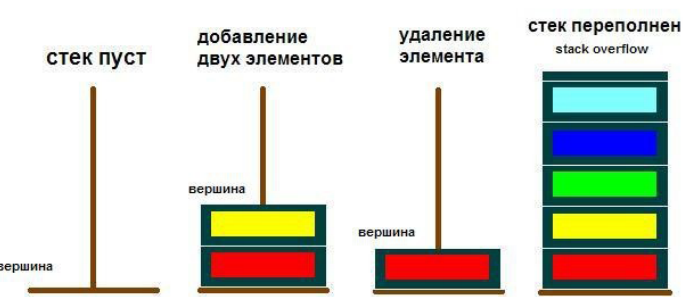 стек пуст
вершина
добавление
двух элементов
вершина
удаление
элемента
вершина
стек переполнен
stack overflow